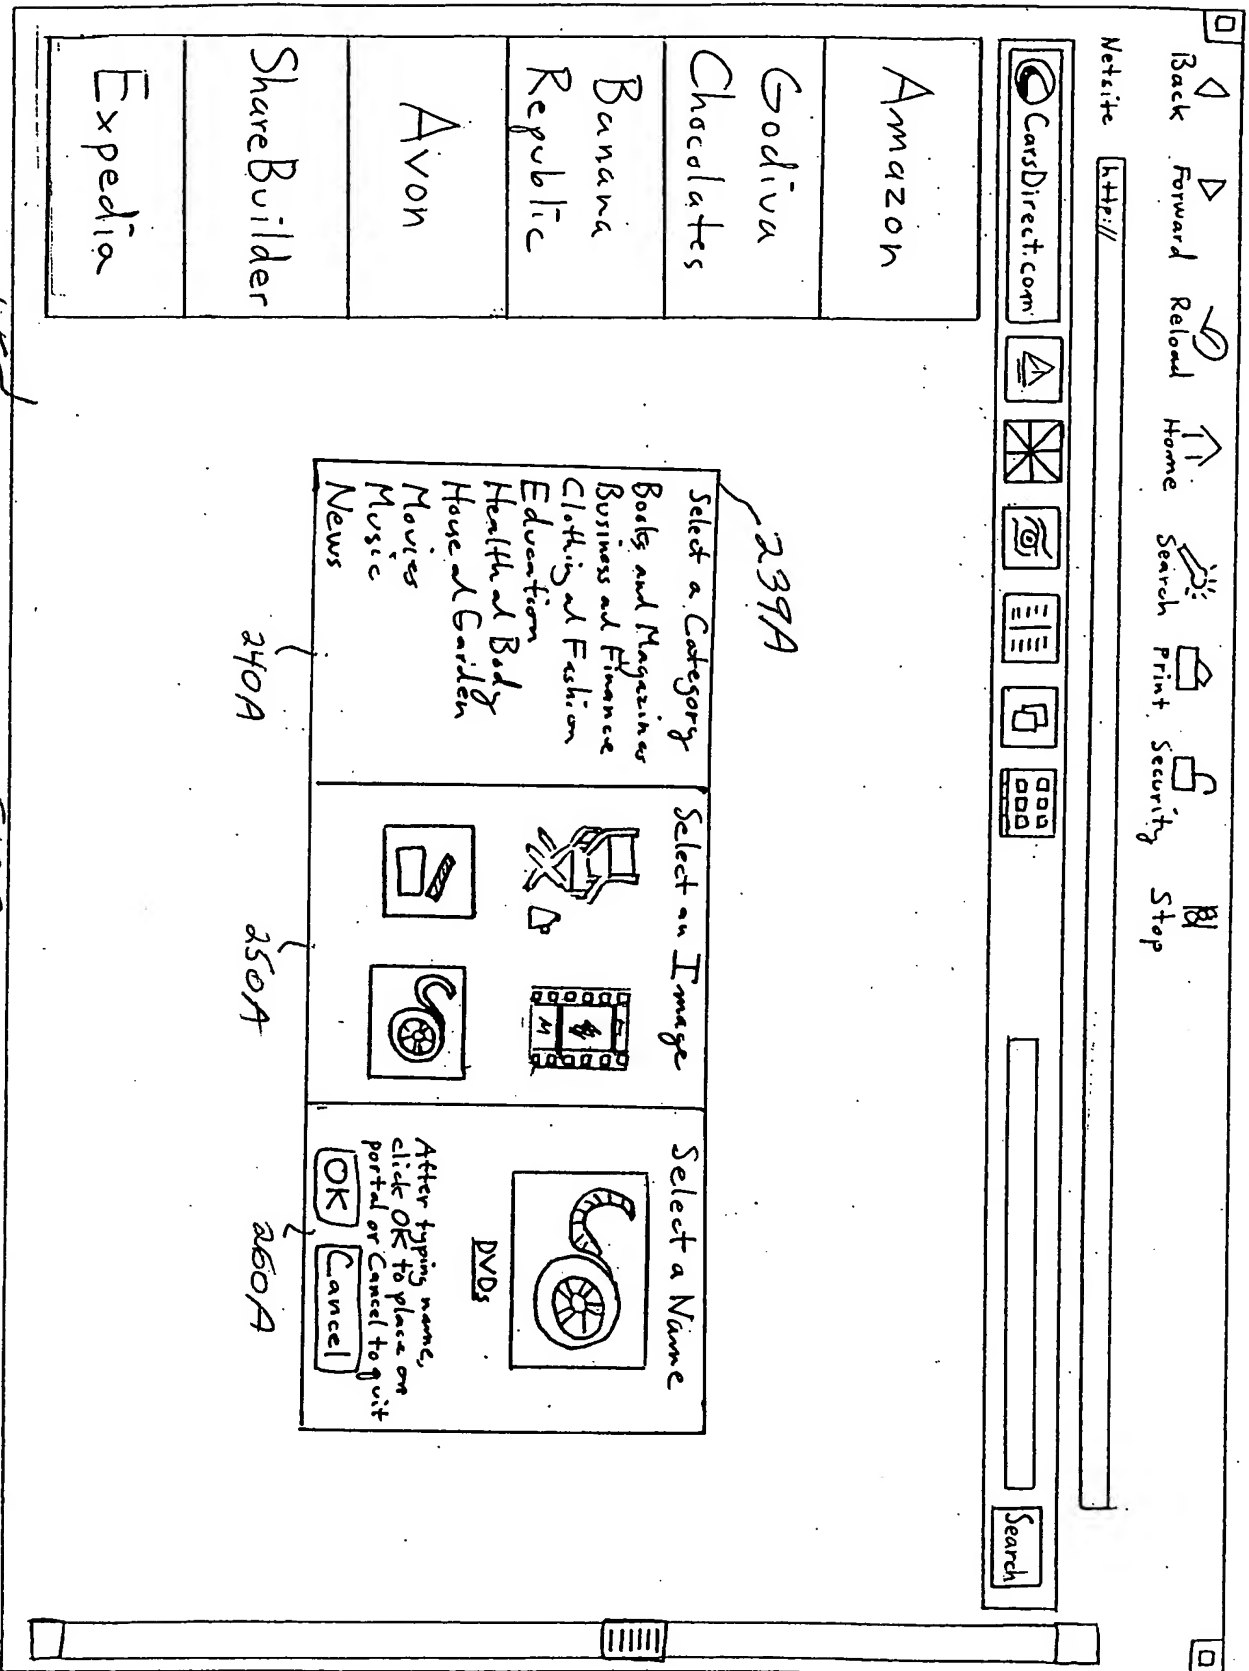 Back Forward Reload Home Search Print Security Stop
Netsite http://
CarsDirect.com
Search
Amazon
Godiva
Chocolates
Banana
Republic
Avon
ShareBuilder
Expedia
239A
Select a Category
Books and Magazines
Business and Finance
Clothing and Fashion
Education
Health and Body
House and Garden
Movies
Music
News
240A
Select an Image
M
250A
Select a Name
DVDs
After typing name,
click OK to place on
portal or Cancel to quit
OK Cancel
260A